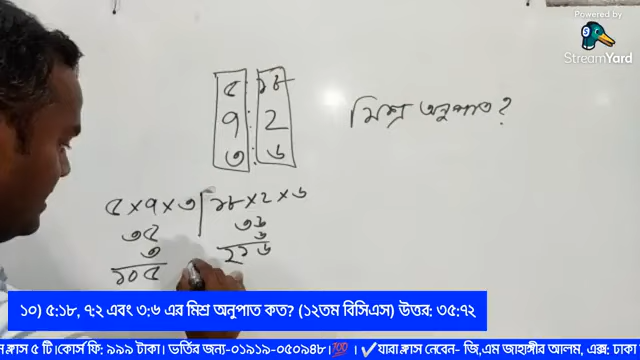 Powered by
StreamYard
৫ : ১৮
৭ : ২
৩ : ৬
মিশ্র অনুপাত?
৫ × ৭ × ৩ | ১৮ × ২ × ৬
৩৫ ৩৬
৩ ৬
১০৫ ২১৬
১০) ৫:১৮, ৭:২ এবং ৩:৬ এর মিশ্র অনুপাত কত? (১২তম বিসিএস) উত্তর: ৩৫:৭২
ক্লাস ৫ টি।কোর্স ফি: ৯৯৯ টাকা। ভর্তির জন্য-০১৯১৯-০৫০৯৪৮।💯 । ✔যারা ক্লাস নেবেন- জি,এম জাহাঙ্গীর আলম, এক্স: ঢাকা